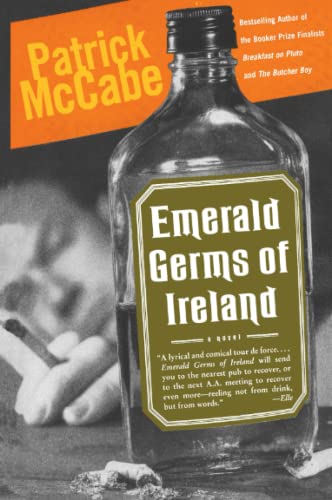 Patrick
McCabe
Bestselling Author of
the Booker Prize Finalists
Breakfast on Pluto
and The Butcher Boy
Emerald
Germs of
Ireland
a novel
"A lyrical and comical tour de force....
Emerald Germs of Ireland will send
you to the nearest pub to recover, or
to the next A.A. meeting to recover
even more—reeling not from drink,
but from words." —Elle